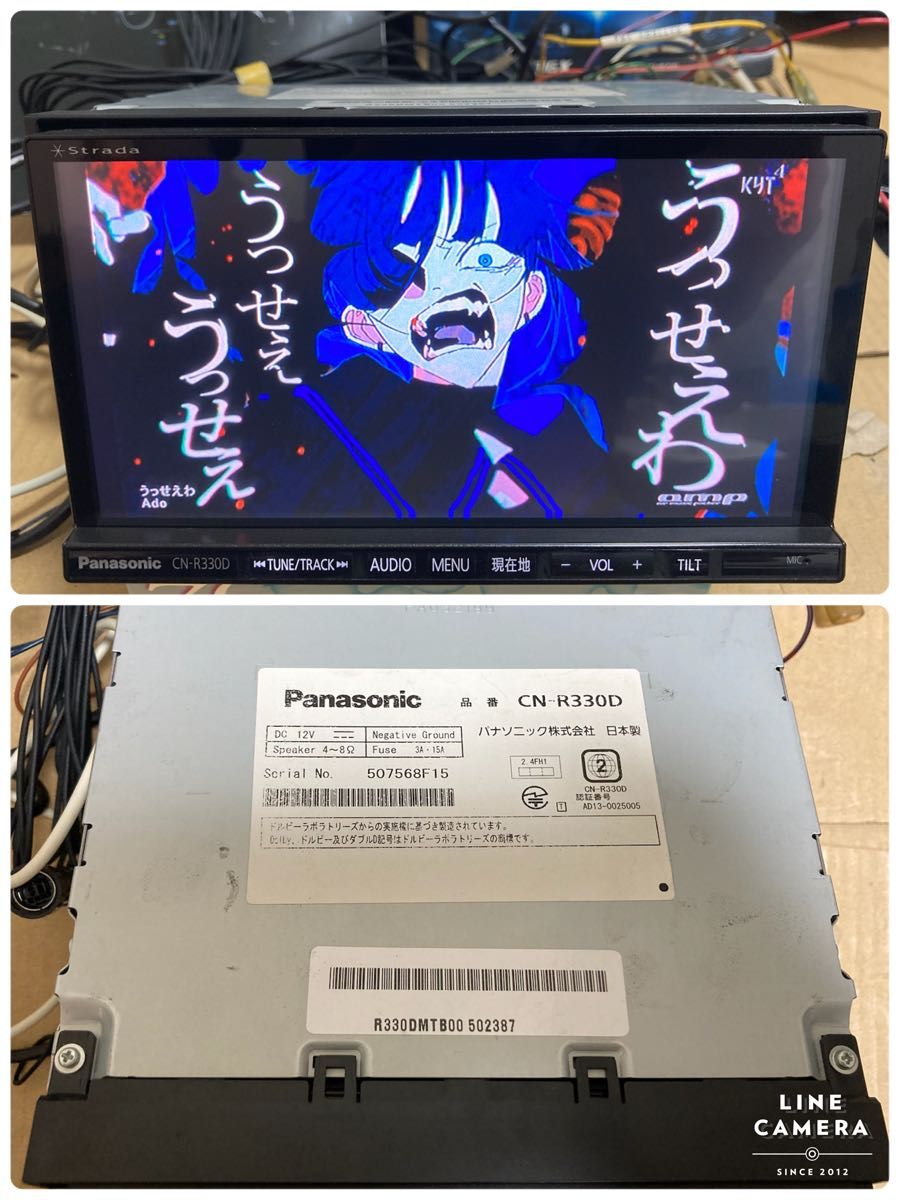 Strada
KYT4
うっせえわ
うっせえ
うっせえ
うっせえわ
Ado
amp
Panasonic CN-R330D ⏮TUNE/TRACK⏭ AUDIO MENU 現在地 − VOL + TILT MIC
Panasonic 品番 CN-R330D
DC 12V Negative Ground
Speaker 4～8Ω Fuse 3A・15A
パナソニック株式会社 日本製
Serial No. 507568F15
2.4FH1
2
CN-R330D
認証番号
AD13-0025005
T
ドルビーラボラトリーズからの実施権に基づき製造されています。
Dolby、ドルビー及びダブルD記号はドルビーラボラトリーズの商標です。
R330DMTB00 502387
LINE
CAMERA
SINCE 2012